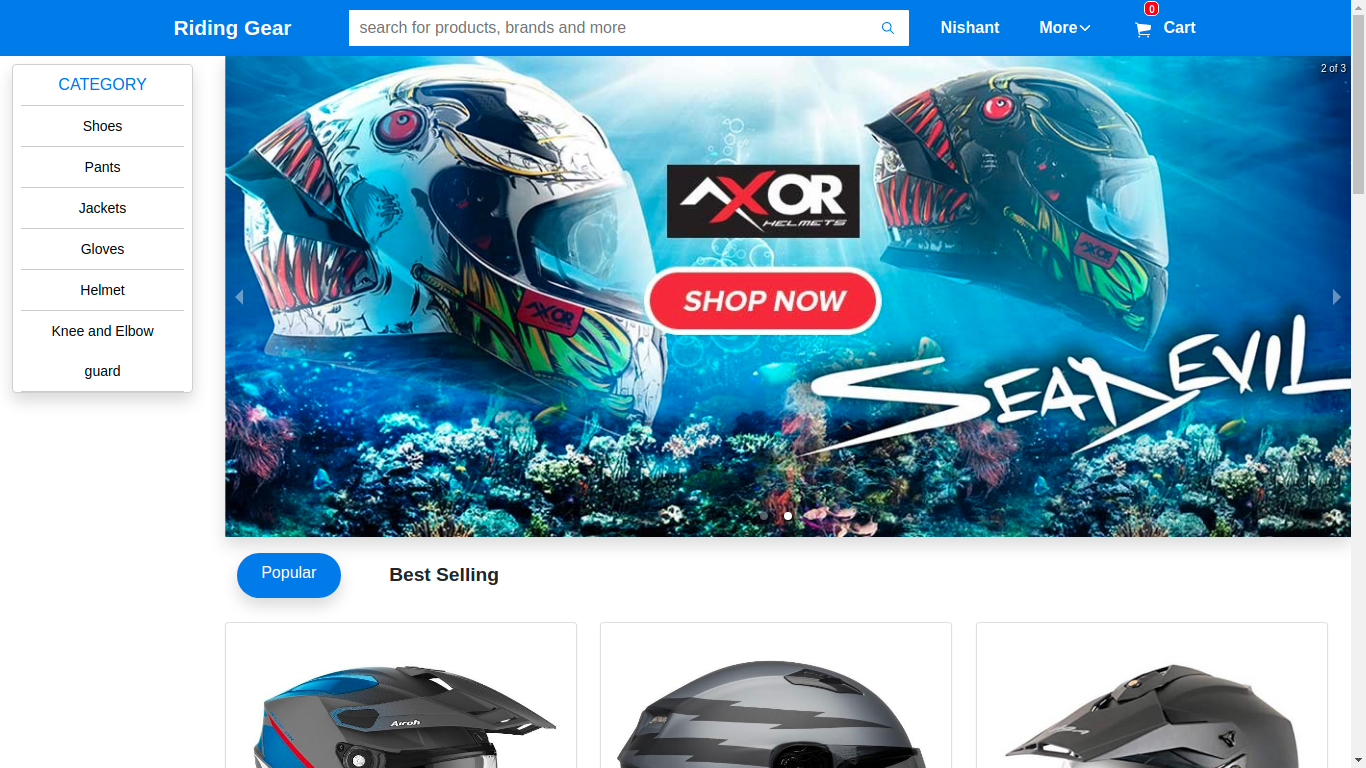 Riding Gear
search for products, brands and more
Nishant
More
0
Cart
CATEGORY
Shoes
Pants
Jackets
Gloves
Helmet
Knee and Elbow
guard
2 of 3
AXOR
HELMETS
SHOP NOW
AXOR
AXOR
SEADEVIL
Popular
Best Selling
Airoh